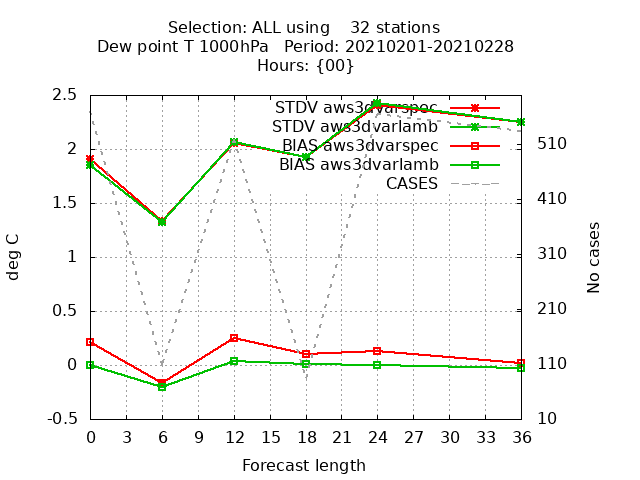 Selection: ALL using    32 stations
Dew point T 1000hPa   Period: 20210201-20210228
Hours: {00}
STDV aws3dvarspec
STDV aws3dvarlamb
BIAS aws3dvarspec
BIAS aws3dvarlamb
CASES
2.5
2
1.5
1
0.5
0
-0.5
deg C
510
410
310
210
110
10
No cases
0 3 6 9 12 15 18 21 24 27 30 33 36
Forecast length